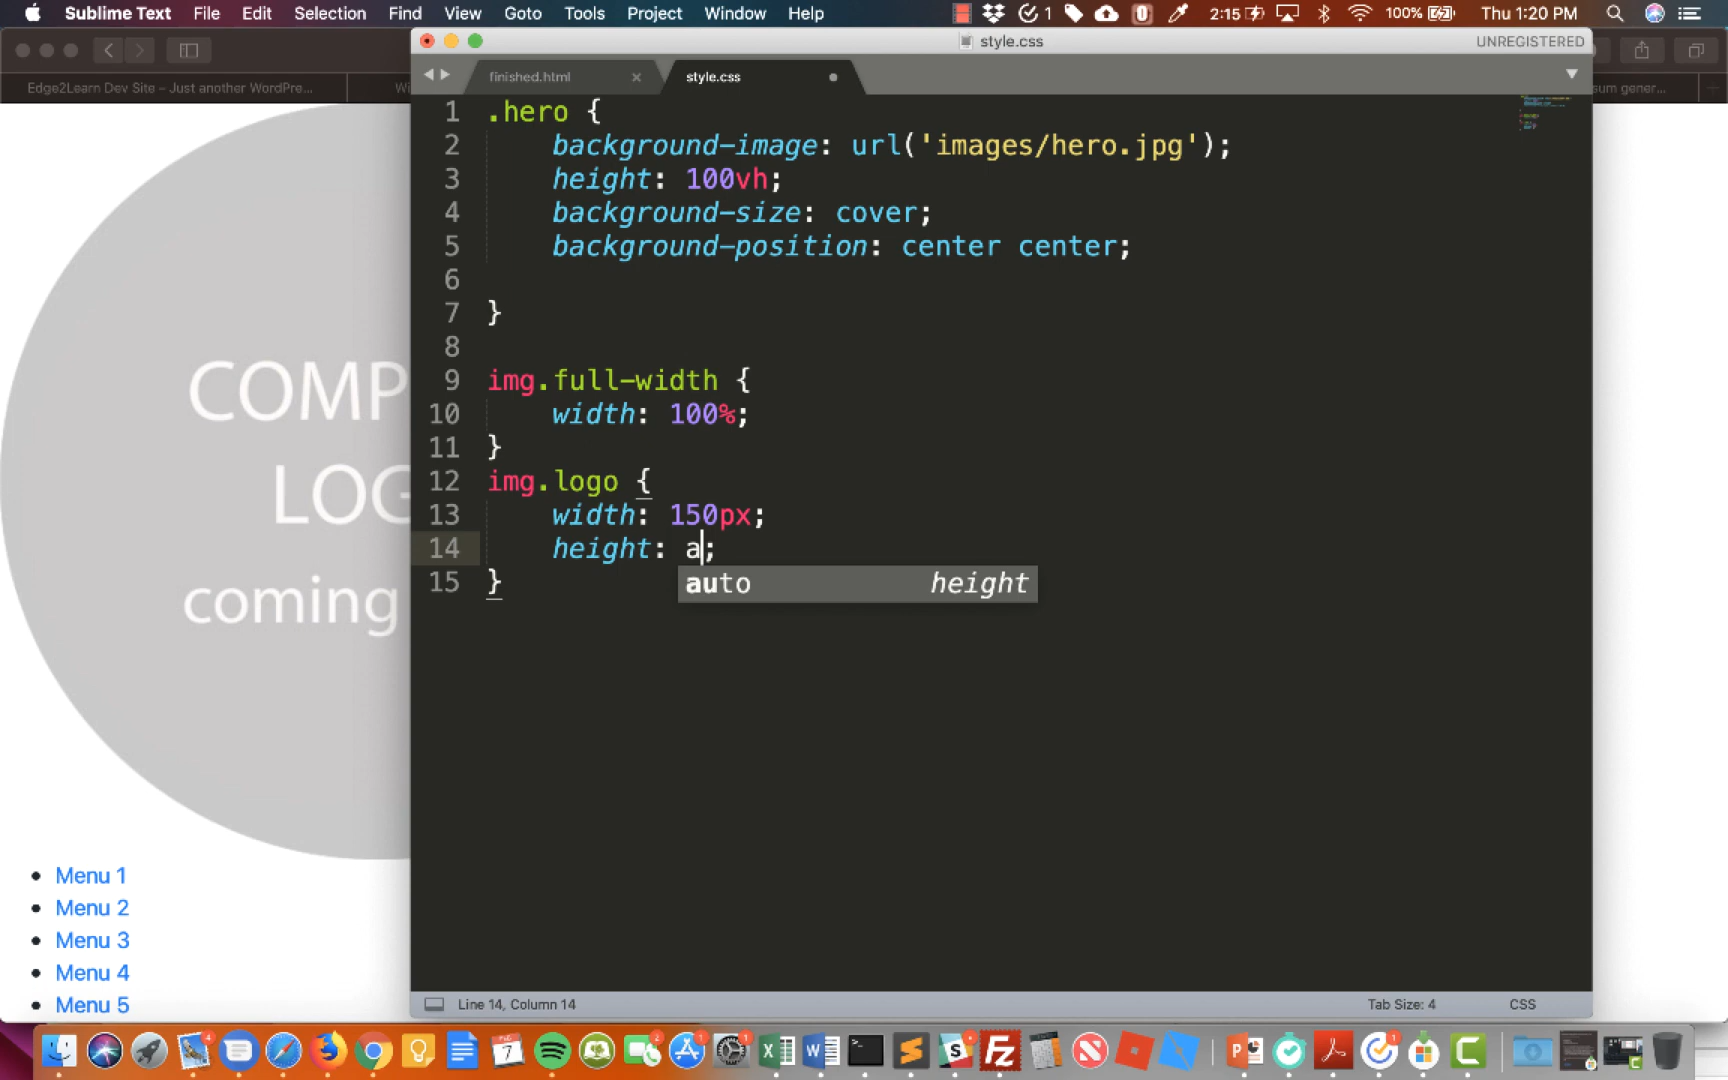 Sublime Text File Edit Selection Find View Goto Tools Project Window Help 1 2:15 100% Thu 1:20 PM
style.css UNREGISTERED
finished.html style.css
Edge2Learn Dev Site – Just another WordPre... Wi sum gener...
1 .hero {
2 background-image: url('images/hero.jpg');
3 height: 100vh;
4 background-size: cover;
5 background-position: center center;
6
7 }
8
9 img.full-width {
10 width: 100%;
11 }
12 img.logo {
13 width: 150px;
14 height: a;
auto height
15 }
COMP
LOG
coming
Menu 1
Menu 2
Menu 3
Menu 4
Menu 5
Line 14, Column 14 Tab Size: 4 CSS